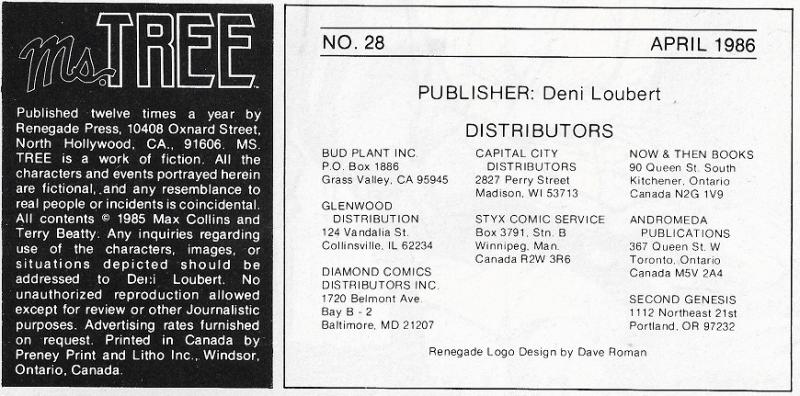 Ms. TREE™
Published twelve times a year by
Renegade Press, 10408 Oxnard Street,
North Hollywood, CA., 91606. MS.
TREE is a work of fiction. All the
characters and events portrayed herein
are fictional, and any resemblance to
real people or incidents is coincidental.
All contents © 1985 Max Collins and
Terry Beatty. Any inquiries regarding
use of the characters, images, or
situations depicted should be
addressed to Deni Loubert. No
unauthorized reproduction allowed
except for review or other Journalistic
purposes. Advertising rates furnished
on request. Printed in Canada by
Preney Print and Litho Inc., Windsor,
Ontario, Canada.
NO. 28 APRIL 1986
PUBLISHER: Deni Loubert
DISTRIBUTORS
BUD PLANT INC.
P.O. Box 1886
Grass Valley, CA 95945
GLENWOOD
DISTRIBUTION
124 Vandalia St.
Collinsville, IL 62234
DIAMOND COMICS
DISTRIBUTORS INC.
1720 Belmont Ave.
Bay B - 2
Baltimore, MD 21207
CAPITAL CITY
DISTRIBUTORS
2827 Perry Street
Madison, WI 53713
STYX COMIC SERVICE
Box 3791, Stn. B
Winnipeg, Man.
Canada R2W 3R6
NOW & THEN BOOKS
90 Queen St. South
Kitchener, Ontario
Canada N2G 1V9
ANDROMEDA
PUBLICATIONS
367 Queen St. W
Toronto, Ontario
Canada M5V 2A4
SECOND GENESIS
1112 Northeast 21st
Portland, OR 97232
Renegade Logo Design by Dave Roman